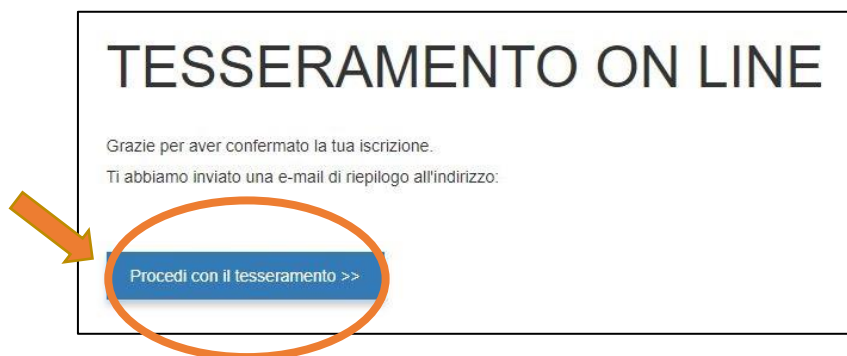 TESSERAMENTO ON LINE
Grazie per aver confermato la tua iscrizione.
Ti abbiamo inviato una e-mail di riepilogo all'indirizzo:
Procedi con il tesseramento >>